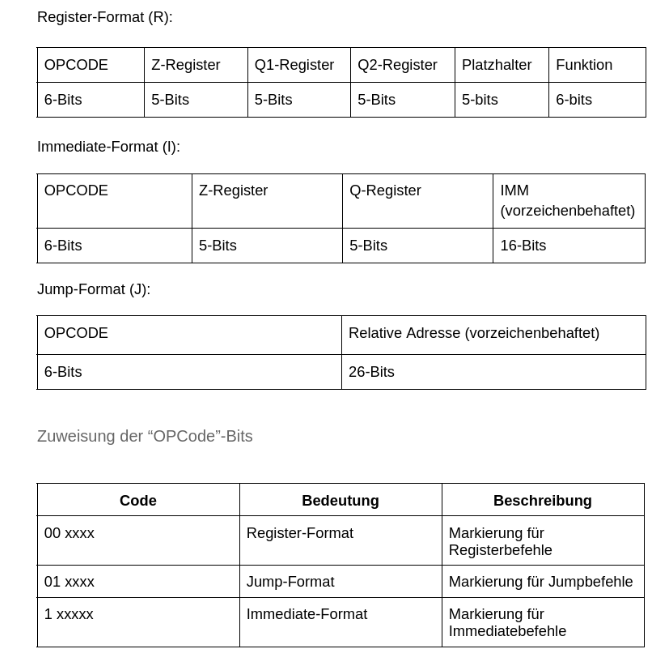 Register-Format (R):
OPCODE Z-Register Q1-Register Q2-Register Platzhalter Funktion
6-Bits 5-Bits 5-Bits 5-Bits 5-bits 6-bits
Immediate-Format (I):
OPCODE Z-Register Q-Register IMM
(vorzeichenbehaftet)
6-Bits 5-Bits 5-Bits 16-Bits
Jump-Format (J):
OPCODE Relative Adresse (vorzeichenbehaftet)
6-Bits 26-Bits
Zuweisung der “OPCode”-Bits
Code Bedeutung Beschreibung
00 xxxx Register-Format Markierung für
Registerbefehle
01 xxxx Jump-Format Markierung für Jumpbefehle
1 xxxxx Immediate-Format Markierung für
Immediatebefehle